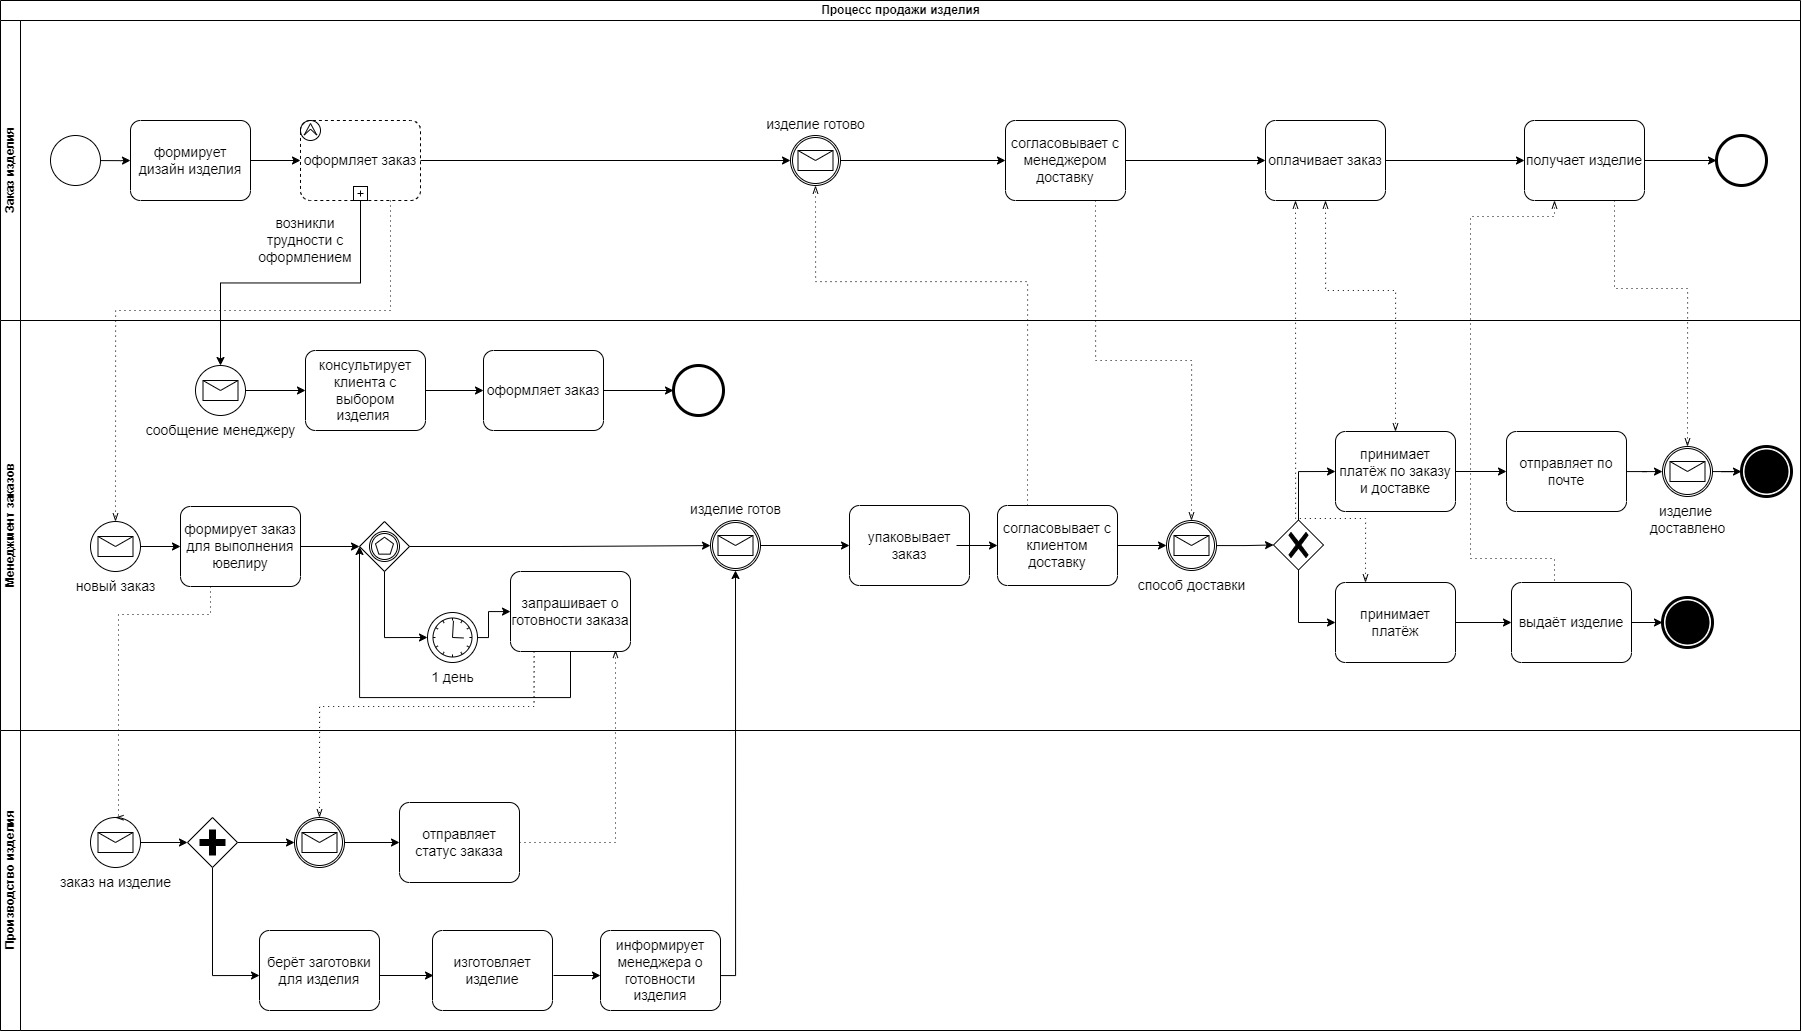 Процесс продажи изделия
Заказ изделия
формирует
дизайн изделия
оформляет заказ
возникли
трудности с
оформлением
изделие готово
согласовывает с
менеджером
доставку
оплачивает заказ
получает изделие
Менеджмент заказов
сообщение менеджеру
консультирует
клиента с
выбором
изделия
оформляет заказ
новый заказ
формирует заказ
для выполнения
ювелиру
1 день
запрашивает о
готовности заказа
изделие готов
упаковывает
заказ
согласовывает с
клиентом
доставку
способ доставки
принимает
платёж по заказу
и доставке
отправляет по
почте
изделие
доставлено
принимает
платёж
выдаёт изделие
Производство изделия
заказ на изделие
отправляет
статус заказа
берёт заготовки
для изделия
изготовляет
изделие
информирует
менеджера о
готовности
изделия